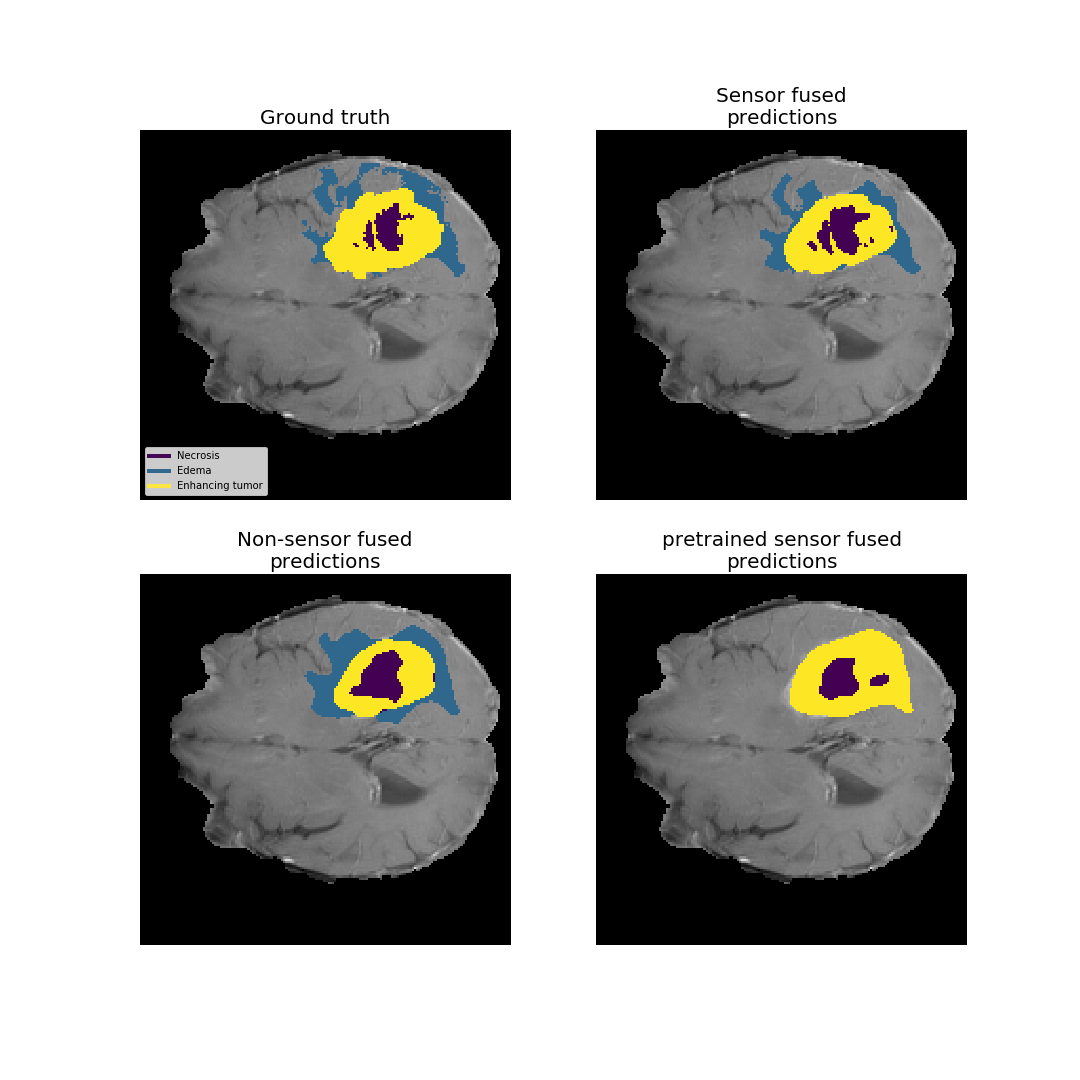 Ground truth
Sensor fused
predictions
Necrosis
Edema
Enhancing tumor
Non-sensor fused
predictions
pretrained sensor fused
predictions